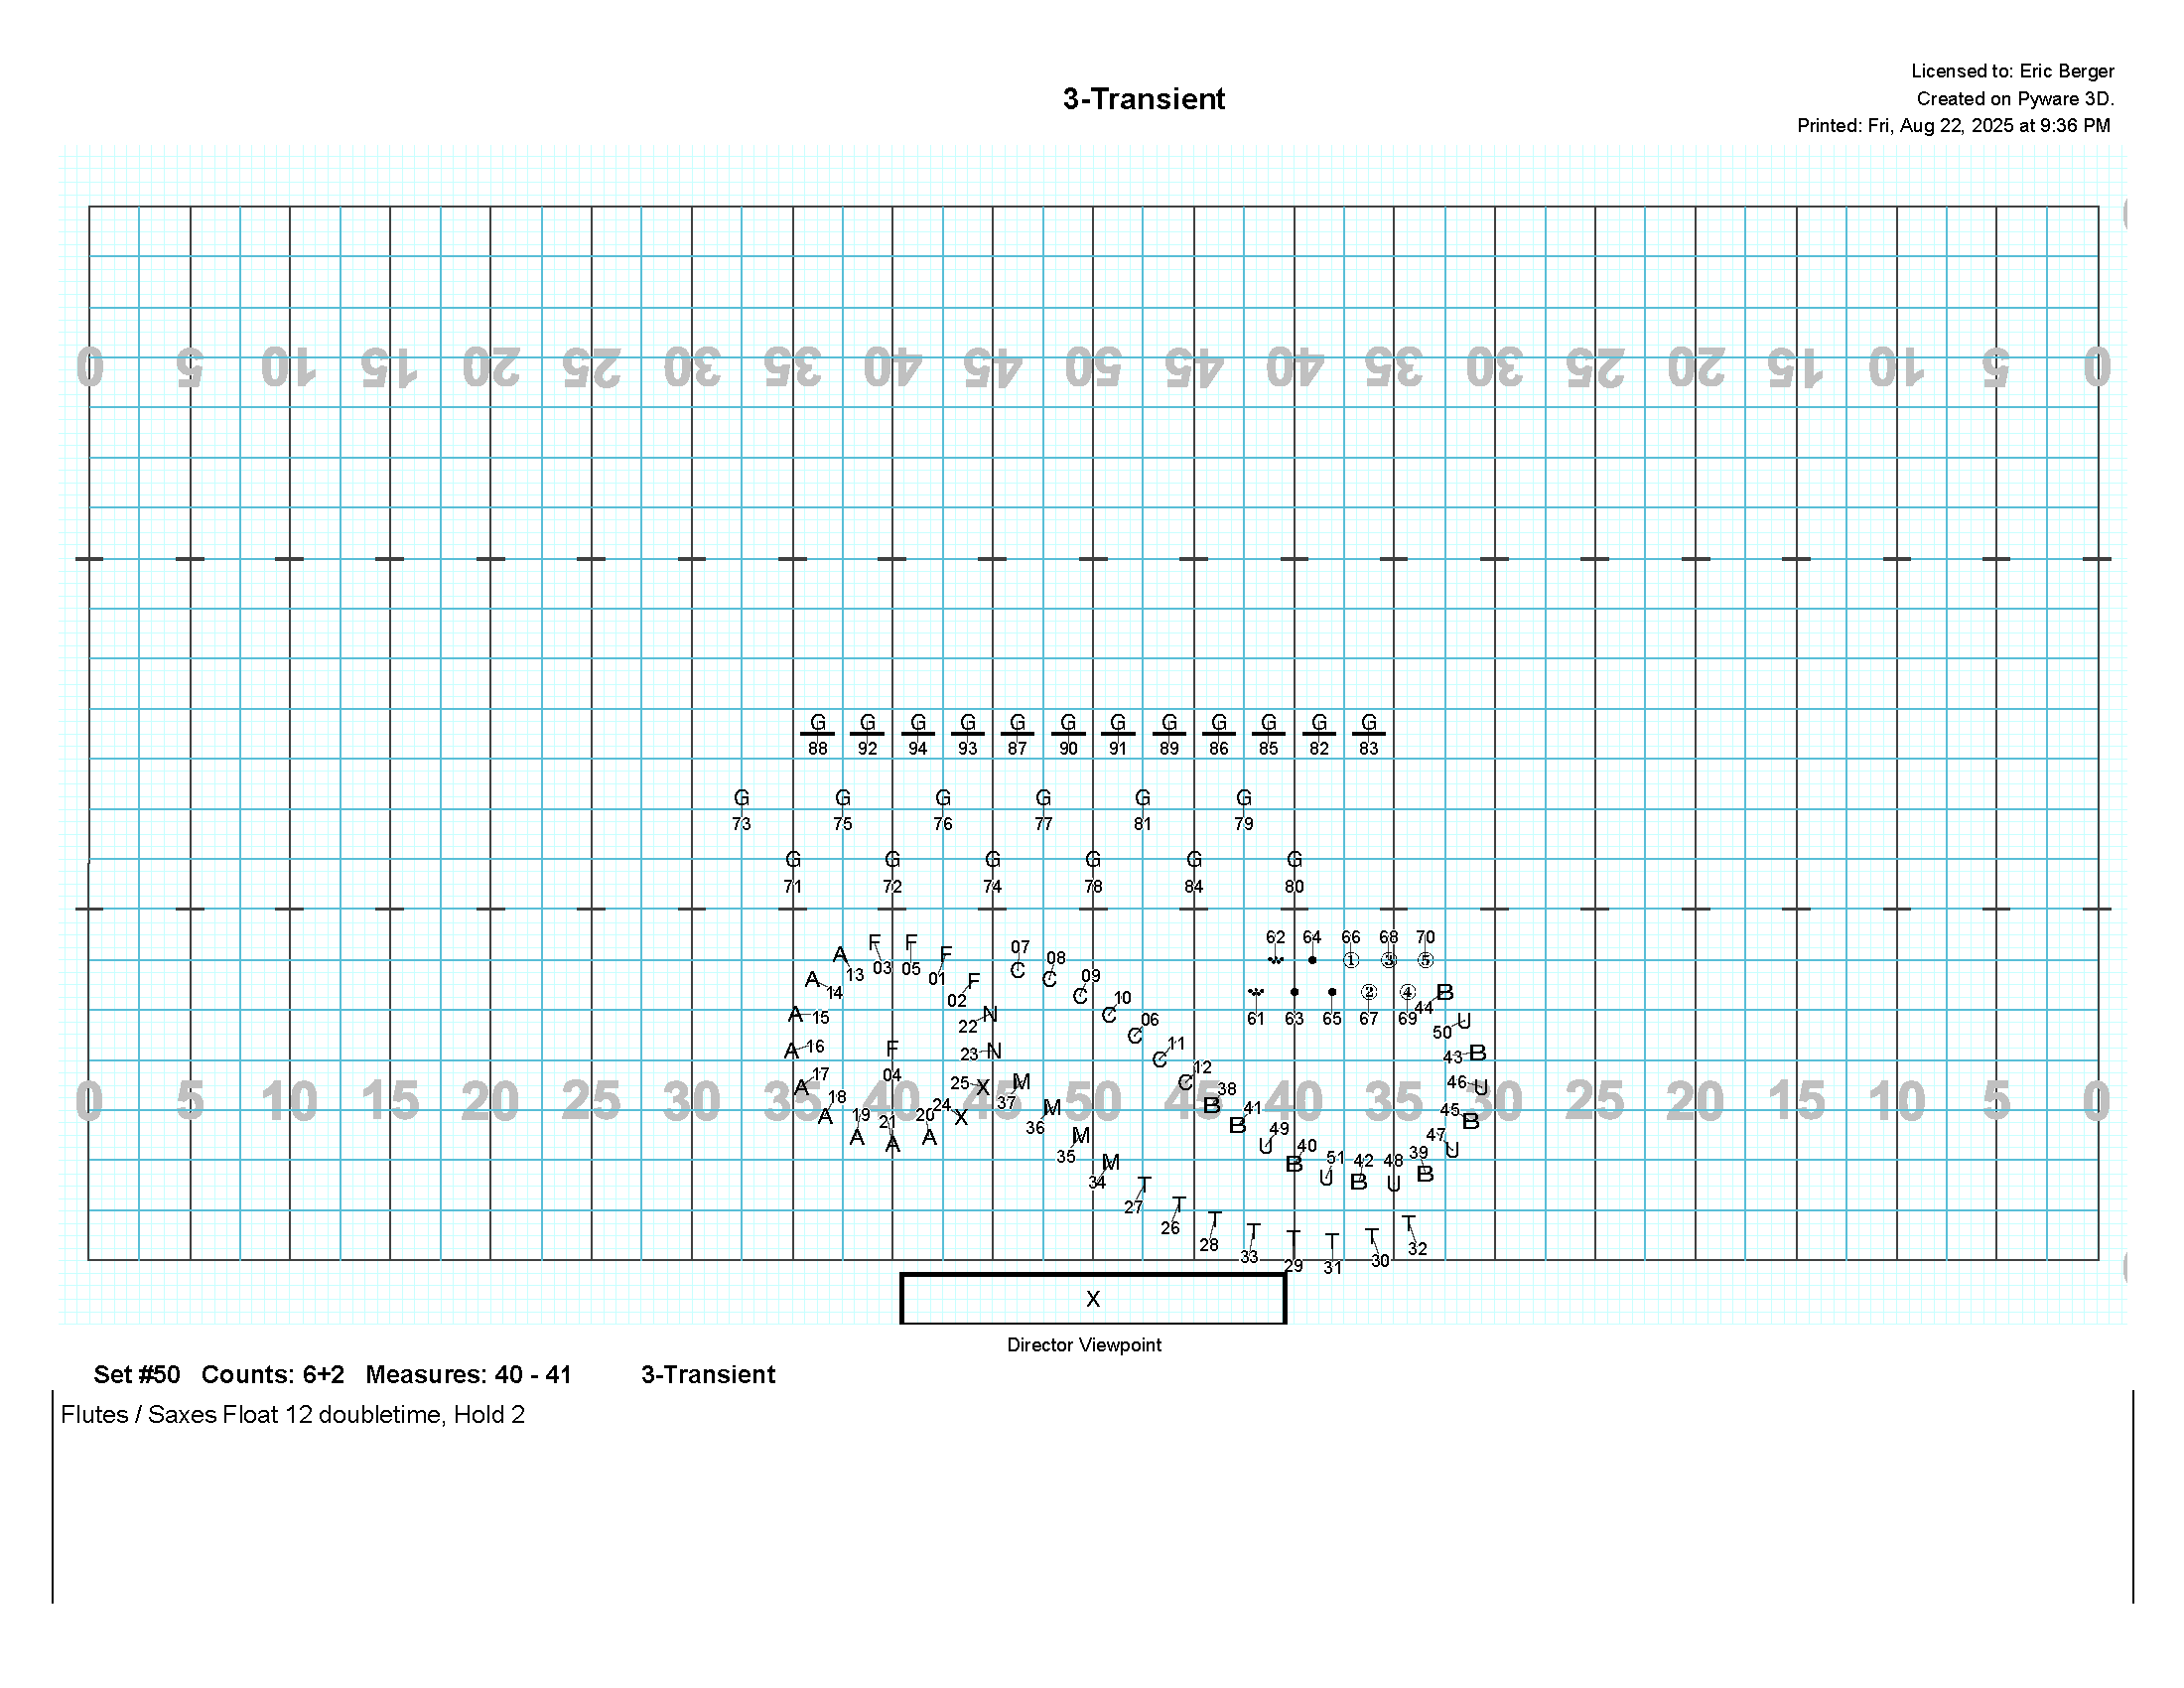 Licensed to: Eric Berger
3-Transient
Created on Pyware 3D.
Printed: Fri, Aug 22, 2025 at 9:36 PM
0 5 10 15 20 25 30 35 40 45 50 45 40 35 30 25 20 15 10 5 0
G G G G G G G G G G G G
88 92 94 93 87 90 91 89 86 85 82 83
G G G G G G
73 75 76 77 81 79
G G G G G G
71 72 74 78 84 80
62 64 66 68 70
F F 07
A F C 08 1 3 5
13 03 05 01 F C 09
A 02 C 10 2 4 B
14 C 06 61 63 65 67 69 44 U
A 15 22 N C 11 50
A 16 F 23 N C 12 43 B
17 04 25 X M C 38 46 U
A 37
0 5 10 15 20 25 30 35 40 45 50 45 40 35 30 25 20 15 10 5 0
18 24 M B 41 45 B
A 19 21 20 X 36 B 49 47
A A A M U 40 51 42 48 39 U
35 M B U B U B
34 T
27 T
26 T
28 T T T T T
33 29 31 30 32
X
Director Viewpoint
Set #50 Counts: 6+2 Measures: 40 - 41 3-Transient
Flutes / Saxes Float 12 doubletime, Hold 2